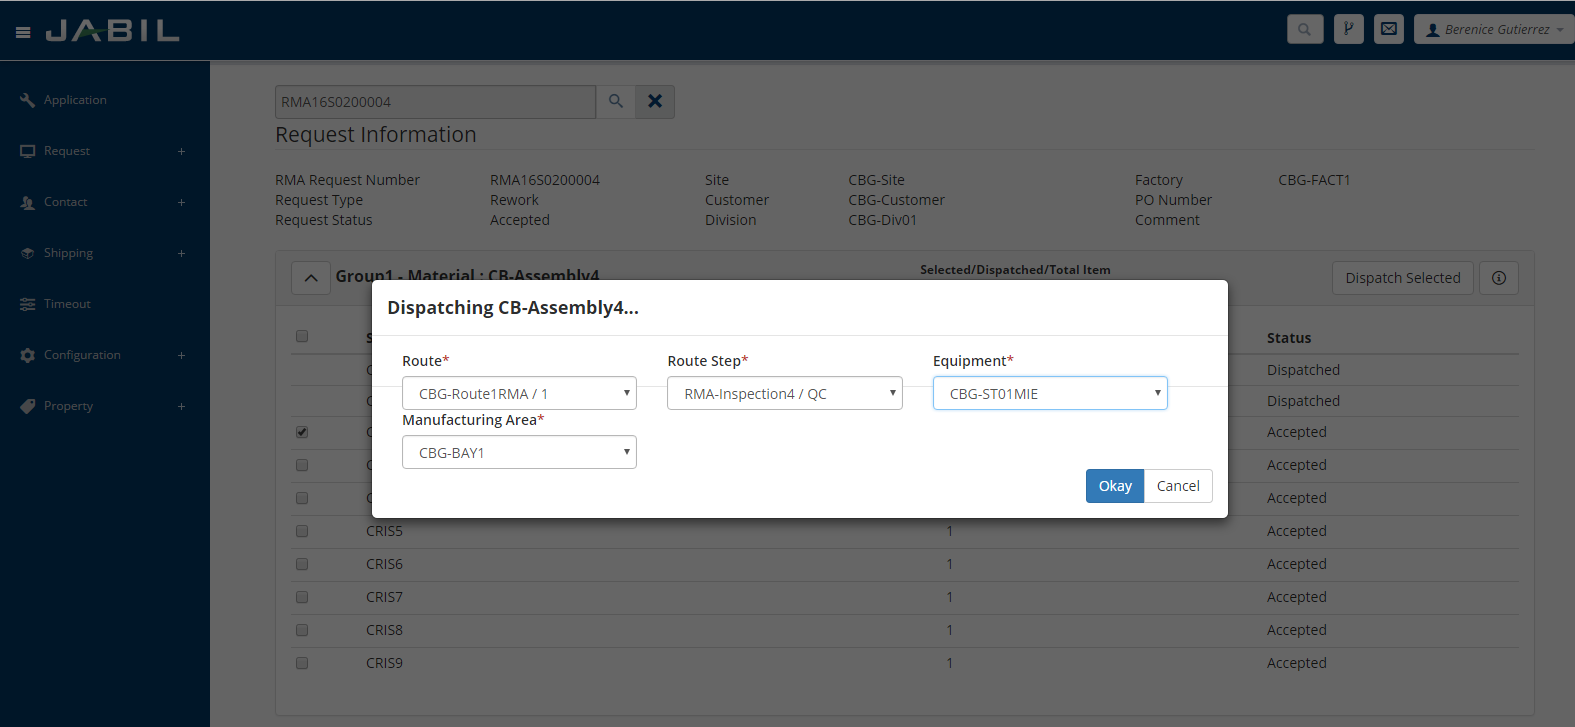 JABIL
Berenice Gutierrez
Application
Request +
Contact +
Shipping +
Timeout
Configuration +
Property +
RMA16S0200004
Request Information
RMA Request Number RMA16S0200004 Site CBG-Site Factory CBG-FACT1
Request Type Rework Customer CBG-Customer PO Number
Request Status Accepted Division CBG-Div01 Comment
Group1 - Material : CB-Assembly4 Selected/Dispatched/Total Item Dispatch Selected
Dispatching CB-Assembly4...
Route* Route Step* Equipment*
CBG-Route1RMA / 1 RMA-Inspection4 / QC CBG-ST01MIE
Manufacturing Area*
CBG-BAY1
Okay Cancel
Status
Dispatched
Dispatched
Accepted
Accepted
Accepted
CRIS5 1 Accepted
CRIS6 1 Accepted
CRIS7 1 Accepted
CRIS8 1 Accepted
CRIS9 1 Accepted